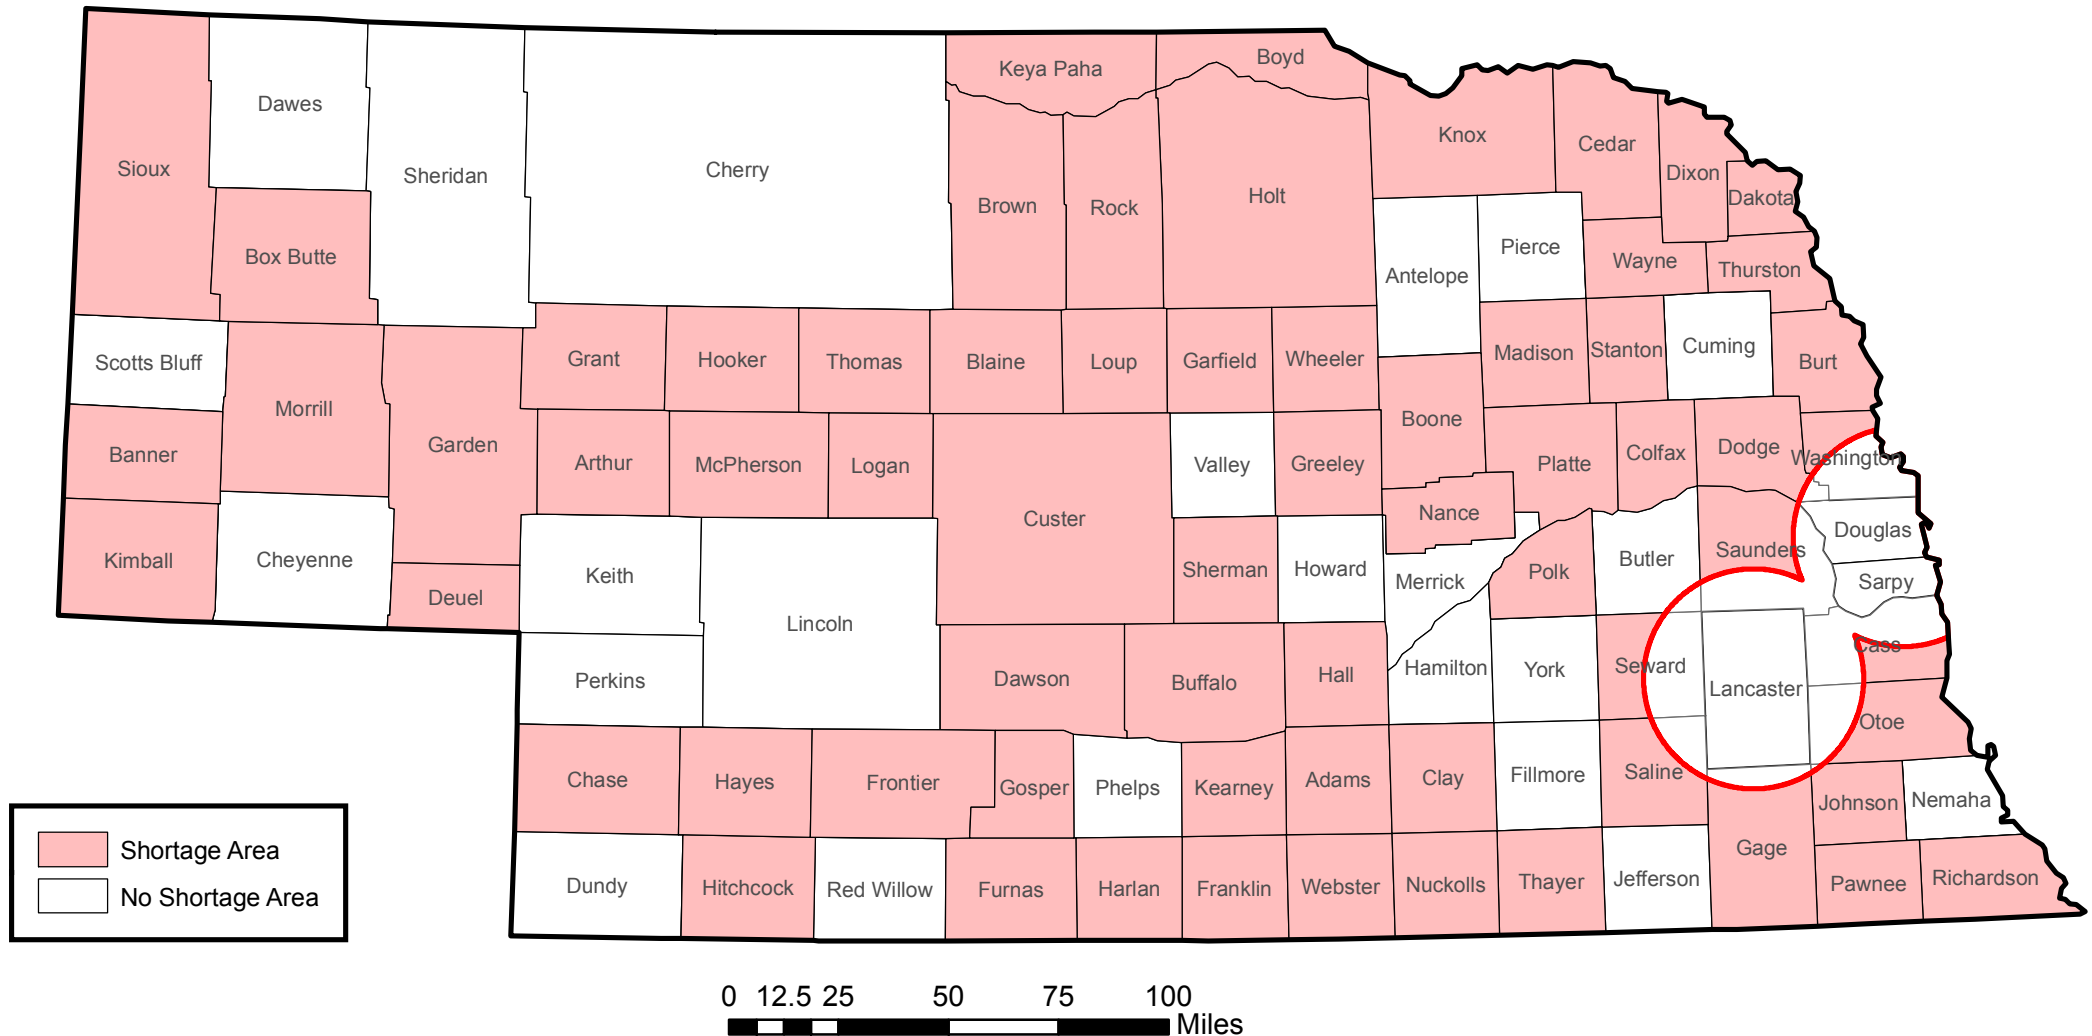 Keya Paha
Boyd
Dawes
Knox
Cedar
Sioux
Sheridan
Cherry
Dixon
Dakota
Brown
Rock
Holt
Box Butte
Antelope
Pierce
Wayne
Thurston
Scotts Bluff
Grant
Hooker
Thomas
Blaine
Loup
Garfield
Wheeler
Madison
Stanton
Cuming
Burt
Morrill
Boone
Banner
Garden
Arthur
McPherson
Logan
Valley
Greeley
Platte
Colfax
Dodge
Washington
Custer
Nance
Douglas
Kimball
Cheyenne
Keith
Sherman
Howard
Merrick
Polk
Butler
Saunders
Sarpy
Deuel
Lincoln
Perkins
Dawson
Buffalo
Hall
Hamilton
York
Seward
Lancaster
Cass
Otoe
Chase
Hayes
Frontier
Gosper
Phelps
Kearney
Adams
Clay
Fillmore
Saline
Johnson
Nemaha
Dundy
Hitchcock
Red Willow
Furnas
Harlan
Franklin
Webster
Nuckolls
Thayer
Jefferson
Gage
Pawnee
Richardson
Shortage Area
No Shortage Area
0 12.5 25 50 75 100
Miles